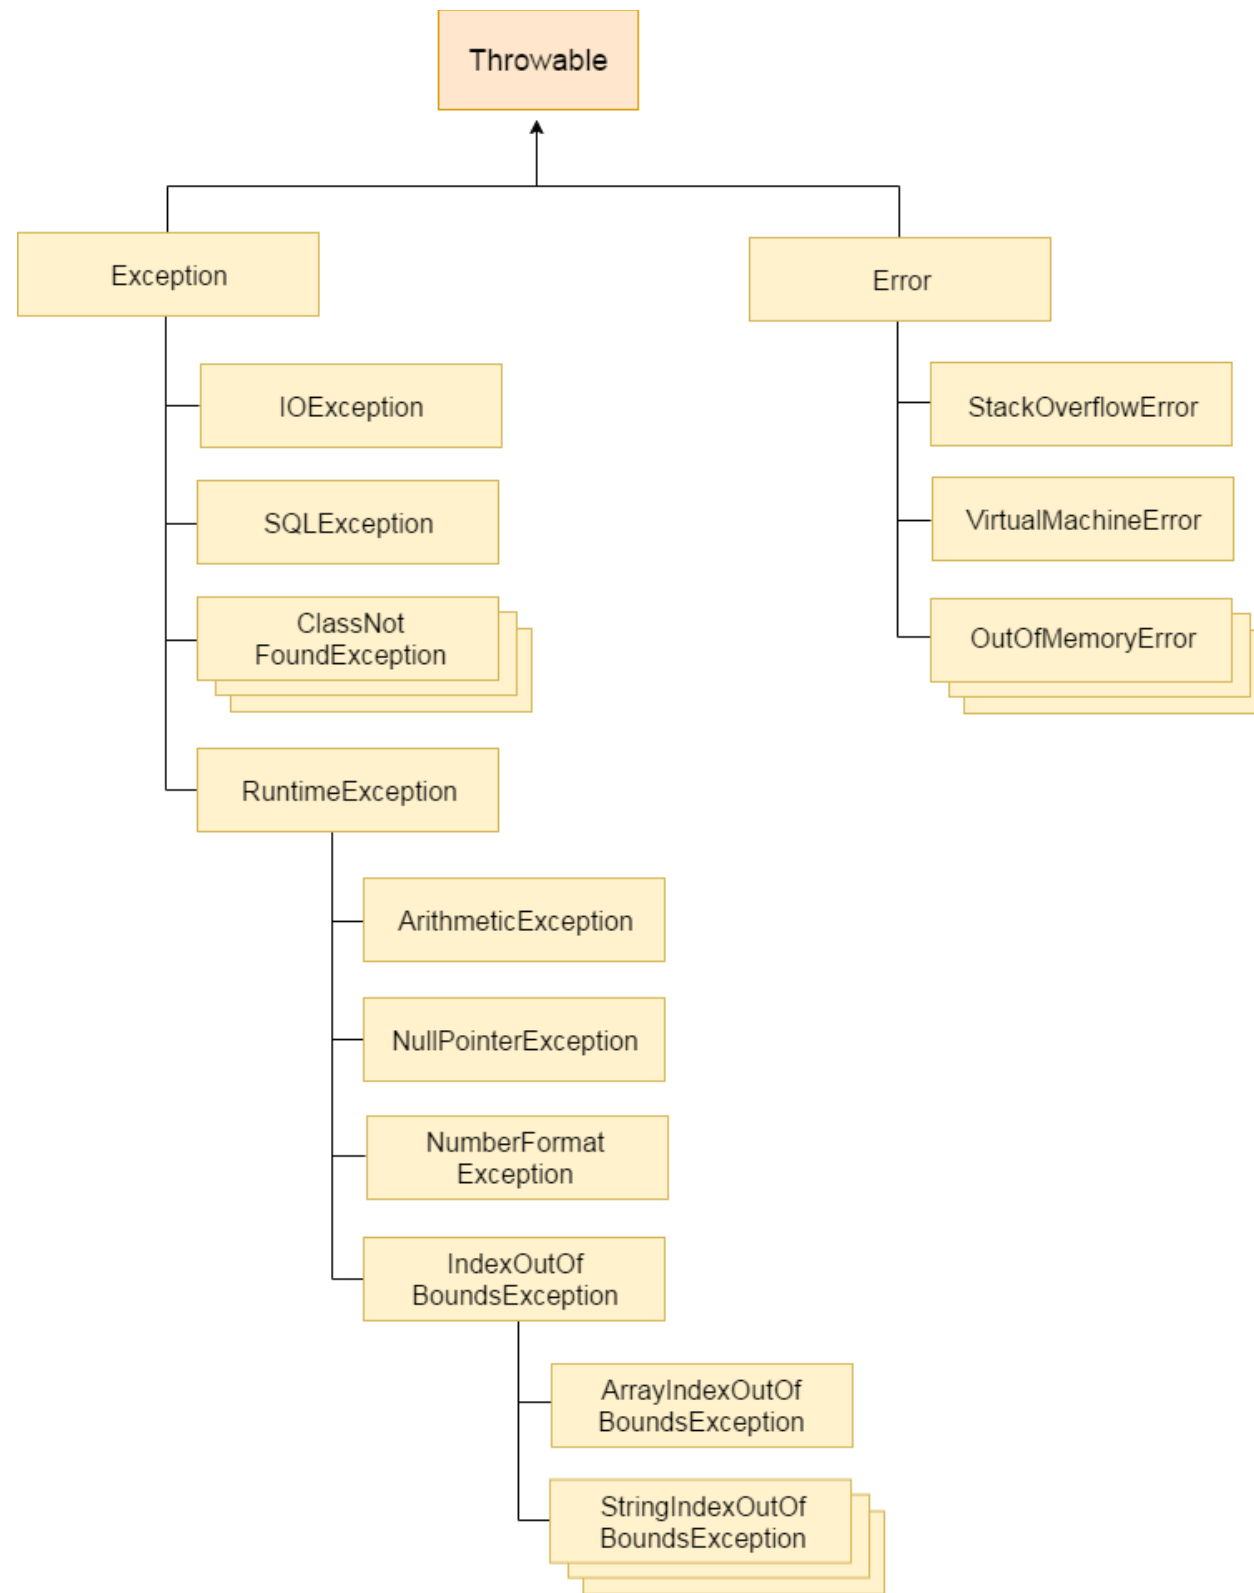 Throwable
Exception
Error
IOException
StackOverflowError
SQLException
VirtualMachineError
ClassNot
FoundException
OutOfMemoryError
RuntimeException
ArithmeticException
NullPointerException
NumberFormat
Exception
IndexOutOf
BoundsException
ArrayIndexOutOf
BoundsException
StringIndexOutOf
BoundsException